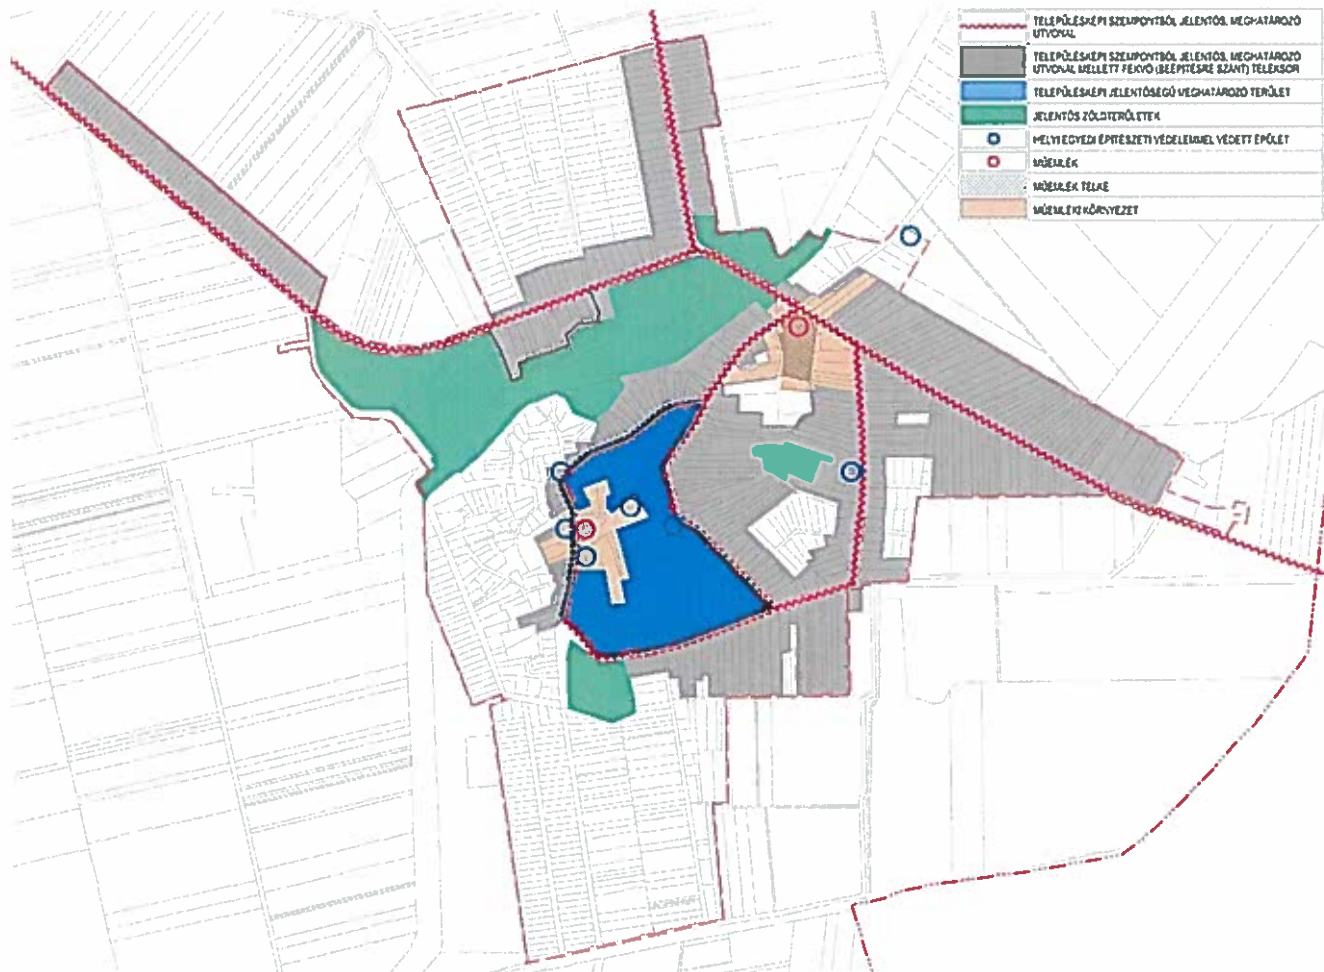 TELEPÜLÉSKÉPI SZEMPONTBÓL JELENTŐS, MEGHATÁROZÓ
ÚTVONAL
TELEPÜLÉSKÉPI SZEMPONTBÓL JELENTŐS, MEGHATÁROZÓ
ÚTVONAL MELLETT FEKVŐ (BEÉPÍTÉSRE SZÁNT) TELEKSOR
TELEPÜLÉSKÉPI JELENTŐSÉGŰ MEGHATÁROZÓ TERÜLET
JELENTŐS ZÖLDTERÜLETEK
HELYI EGYEDI ÉPÍTÉSZETI VÉDELEMMEL VÉDETT ÉPÜLET
MŰEMLÉK
MŰEMLÉK TELKE
MŰEMLÉKI KÖRNYEZET